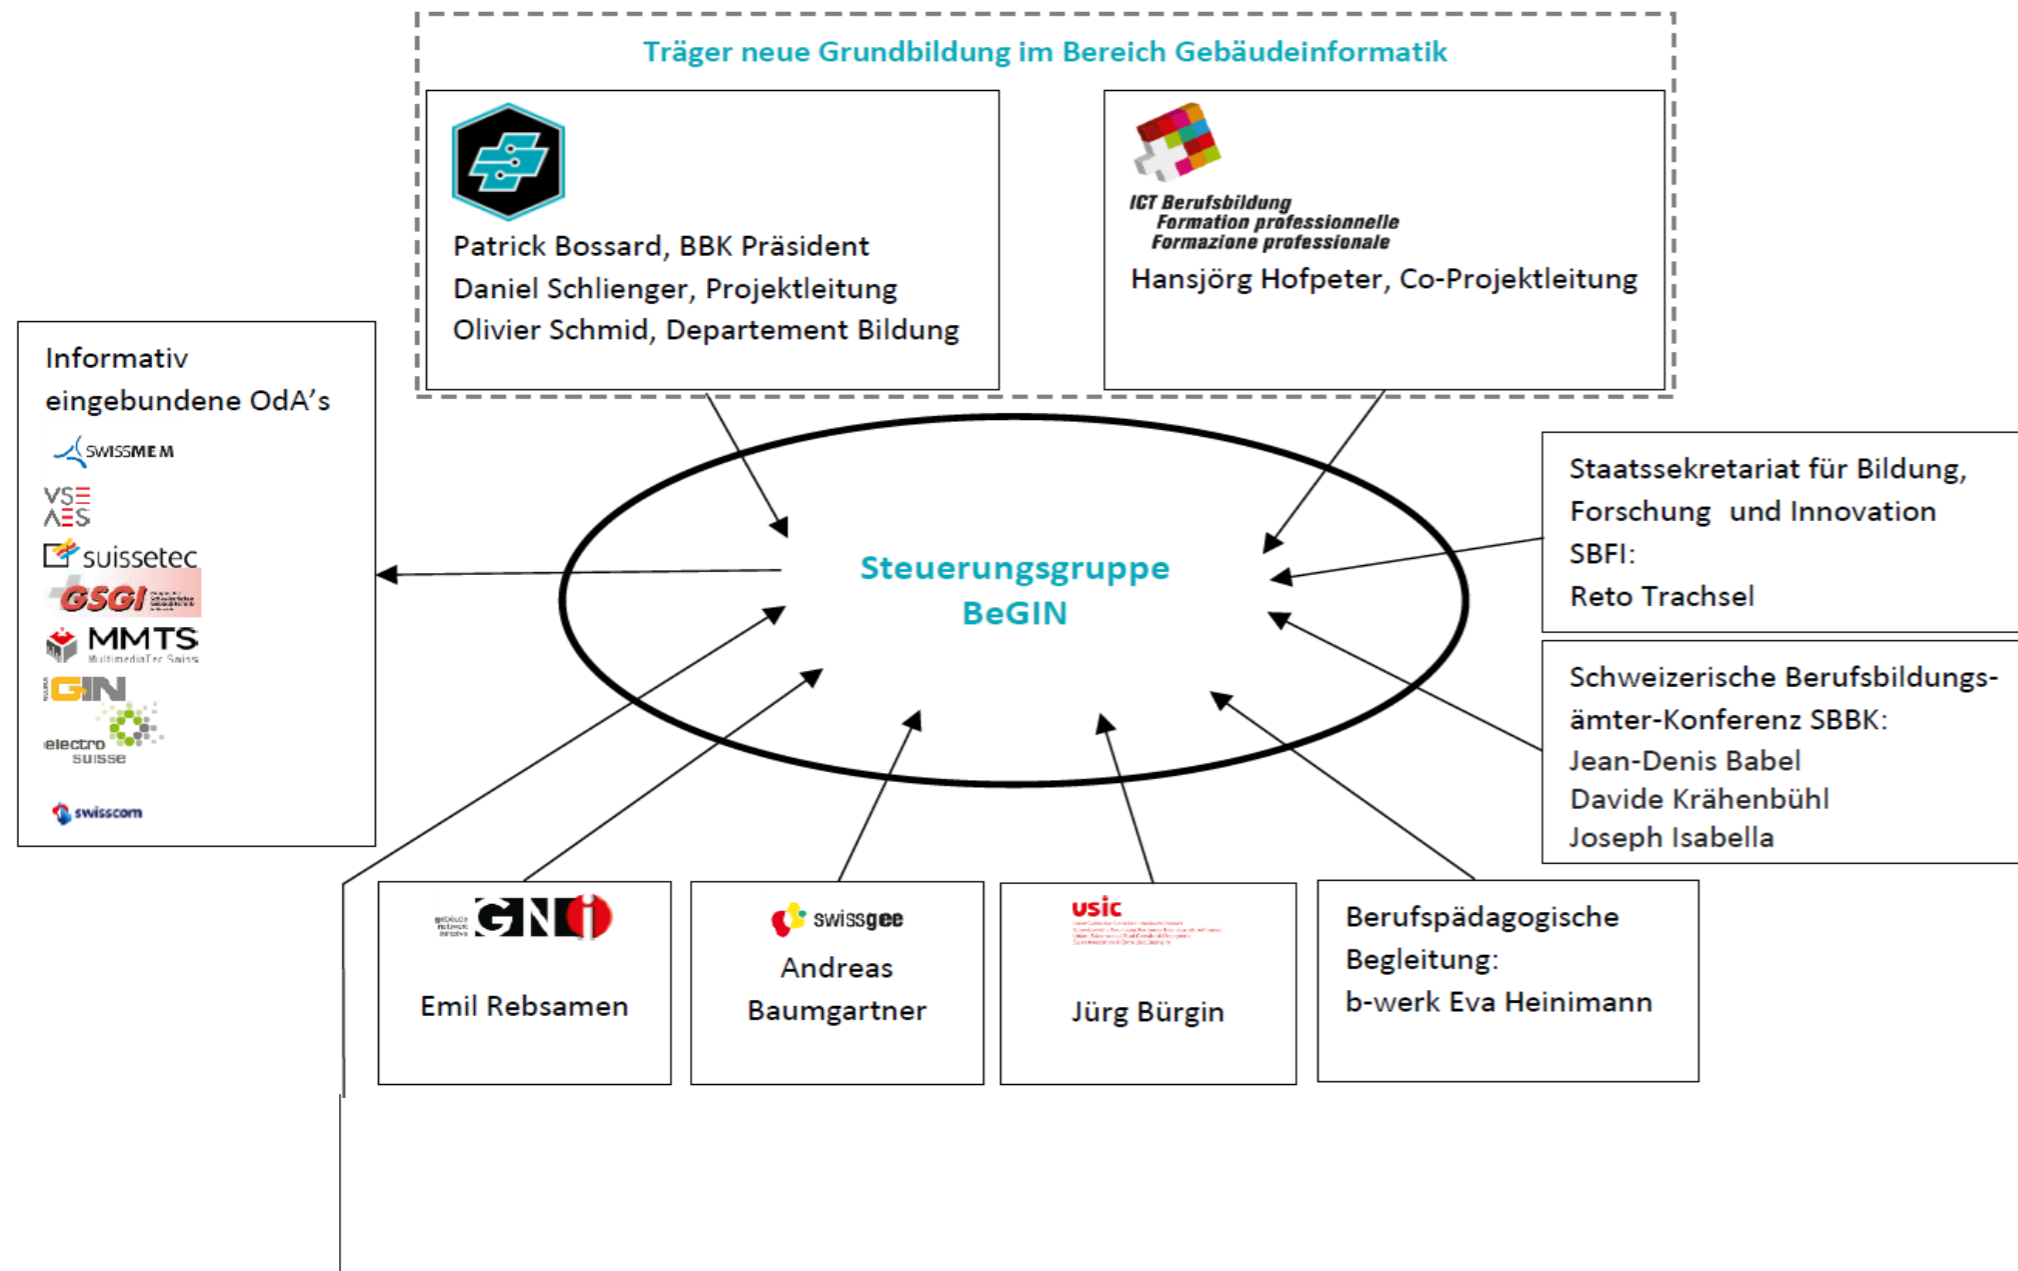 Träger neue Grundbildung im Bereich Gebäudeinformatik
Patrick Bossard, BBK Präsident
Daniel Schlienger, Projektleitung
Olivier Schmid, Departement Bildung
ICT Berufsbildung
Formation professionnelle
Formazione professionale
Hansjörg Hofpeter, Co-Projektleitung
Informativ
eingebundene OdA's
SWISSMEM
VSE
AES
suissetec
GSGI
MMTS
MultimediaTec Swiss
GIN
electro
suisse
swisscom
Steuerungsgruppe
BeGIN
Staatssekretariat für Bildung,
Forschung und Innovation
SBFI:
Reto Trachsel
Schweizerische Berufsbildungs-
ämter-Konferenz SBBK:
Jean-Denis Babel
Davide Krähenbühl
Joseph Isabella
GNi
Emil Rebsamen
swissgee
Andreas
Baumgartner
usic
Jürg Bürgin
Berufspädagogische
Begleitung:
b-werk Eva Heinimann